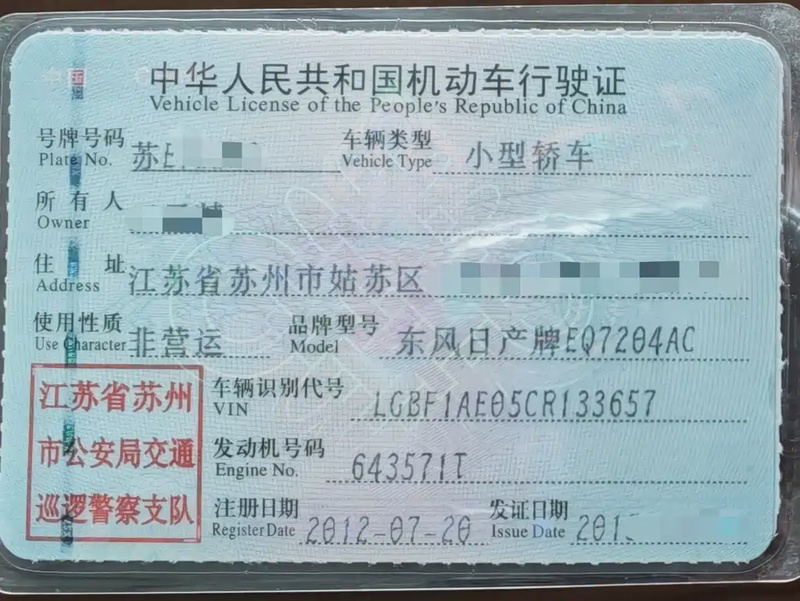 中华人民共和国机动车行驶证
Vehicle License of the People's Republic of China
号牌号码 苏E 车辆类型 小型轿车
Plate No. Vehicle Type
所有人
Owner
住址 江苏省苏州市姑苏区
Address
使用性质 非营运 品牌型号 东风日产牌EQ7204AC
Use Character Model
江苏省苏州
市公安局交通
巡逻警察支队
车辆识别代号 LGBF1AE05CR133657
VIN
发动机号码 643571T
Engine No.
注册日期 2012-07-20 发证日期 201
Register Date Issue Date